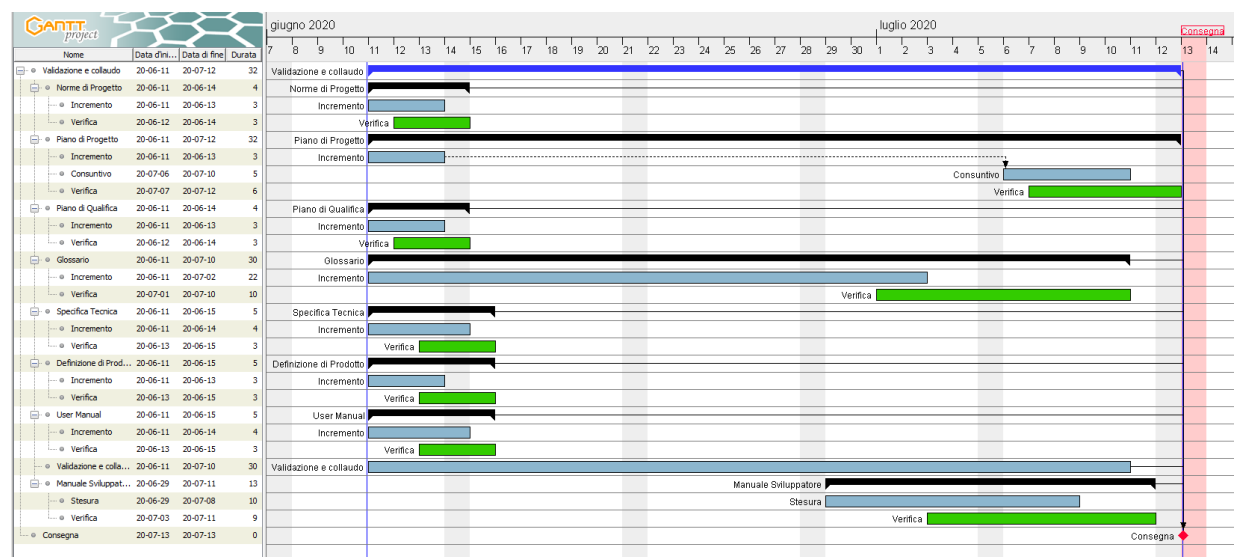 GANTT project
giugno 2020 luglio 2020
Consegna
7 8 9 10 11 12 13 14 15 16 17 18 19 20 21 22 23 24 25 26 27 28 29 30 1 2 3 4 5 6 7 8 9 10 11 12 13 14
Nome Data d'ini... Data di fine Durata
Validazione e collaudo 20-06-11 20-07-12 32 Validazione e collaudo
Norme di Progetto 20-06-11 20-06-14 4 Norme di Progetto
Incremento 20-06-11 20-06-13 3 Incremento
Verifica 20-06-12 20-06-14 3 Verifica
Piano di Progetto 20-06-11 20-07-12 32 Piano di Progetto
Incremento 20-06-11 20-06-13 3 Incremento
Consuntivo 20-07-06 20-07-10 5 Consuntivo
Verifica 20-07-07 20-07-12 6 Verifica
Piano di Qualifica 20-06-11 20-06-14 4 Piano di Qualifica
Incremento 20-06-11 20-06-13 3 Incremento
Verifica 20-06-12 20-06-14 3 Verifica
Glossario 20-06-11 20-07-10 30 Glossario
Incremento 20-06-11 20-07-02 22 Incremento
Verifica 20-07-01 20-07-10 10 Verifica
Specifica Tecnica 20-06-11 20-06-15 5 Specifica Tecnica
Incremento 20-06-11 20-06-14 4 Incremento
Verifica 20-06-13 20-06-15 3 Verifica
Definizione di Prod... 20-06-11 20-06-15 5 Definizione di Prodotto
Incremento 20-06-11 20-06-13 3 Incremento
Verifica 20-06-13 20-06-15 3 Verifica
User Manual 20-06-11 20-06-15 5 User Manual
Incremento 20-06-11 20-06-14 4 Incremento
Verifica 20-06-13 20-06-15 3 Verifica
Validazione e colla... 20-06-11 20-07-10 30 Validazione e collaudo
Manuale Sviluppat... 20-06-29 20-07-11 13 Manuale Sviluppatore
Stesura 20-06-29 20-07-08 10 Stesura
Verifica 20-07-03 20-07-11 9 Verifica
Consegna 20-07-13 20-07-13 0 Consegna